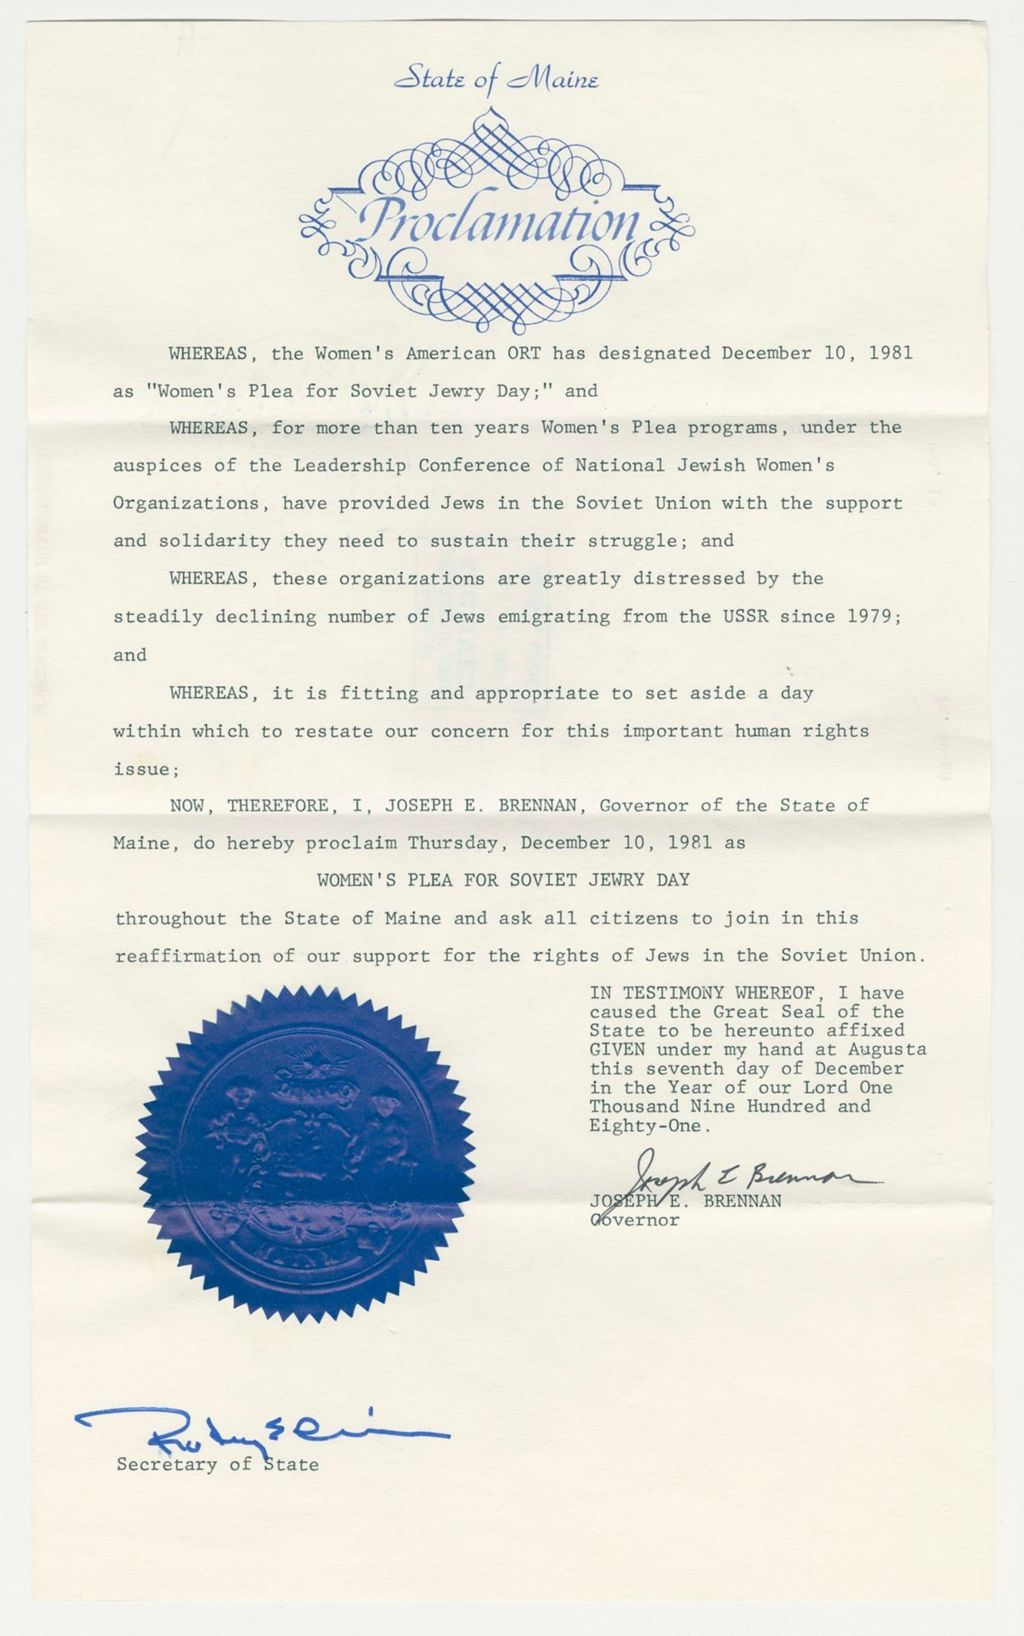 State of Maine
Proclamation
WHEREAS, the Women's American ORT has designated December 10, 1981
as "Women's Plea for Soviet Jewry Day;" and
WHEREAS, for more than ten years Women's Plea programs, under the
auspices of the Leadership Conference of National Jewish Women's
Organizations, have provided Jews in the Soviet Union with the support
and solidarity they need to sustain their struggle; and
WHEREAS, these organizations are greatly distressed by the
steadily declining number of Jews emigrating from the USSR since 1979;
and
WHEREAS, it is fitting and appropriate to set aside a day
within which to restate our concern for this important human rights
issue;
NOW, THEREFORE, I, JOSEPH E. BRENNAN, Governor of the State of
Maine, do hereby proclaim Thursday, December 10, 1981 as
WOMEN'S PLEA FOR SOVIET JEWRY DAY
throughout the State of Maine and ask all citizens to join in this
reaffirmation of our support for the rights of Jews in the Soviet Union.
IN TESTIMONY WHEREOF, I have
caused the Great Seal of the
State to be hereunto affixed
GIVEN under my hand at Augusta
this seventh day of December
in the Year of our Lord One
Thousand Nine Hundred and
Eighty-One.
Joseph E Brennan
JOSEPH E. BRENNAN
Governor
Secretary of State